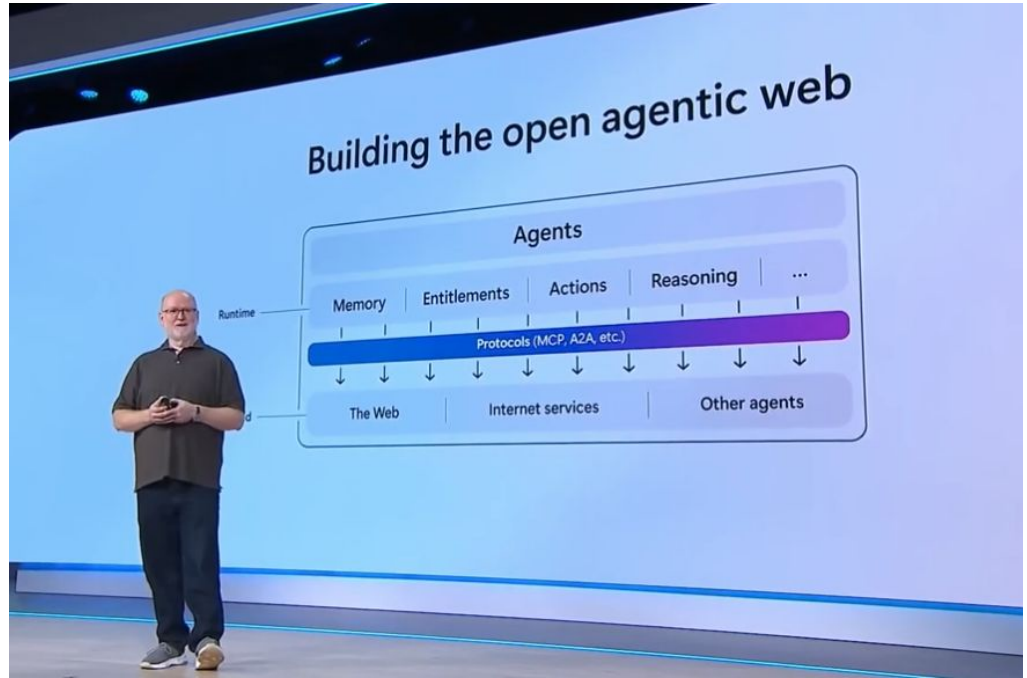 Building the open agentic web
Agents
Runtime
Memory Entitlements Actions Reasoning ...
Protocols (MCP, A2A, etc.)
d
The Web Internet services Other agents